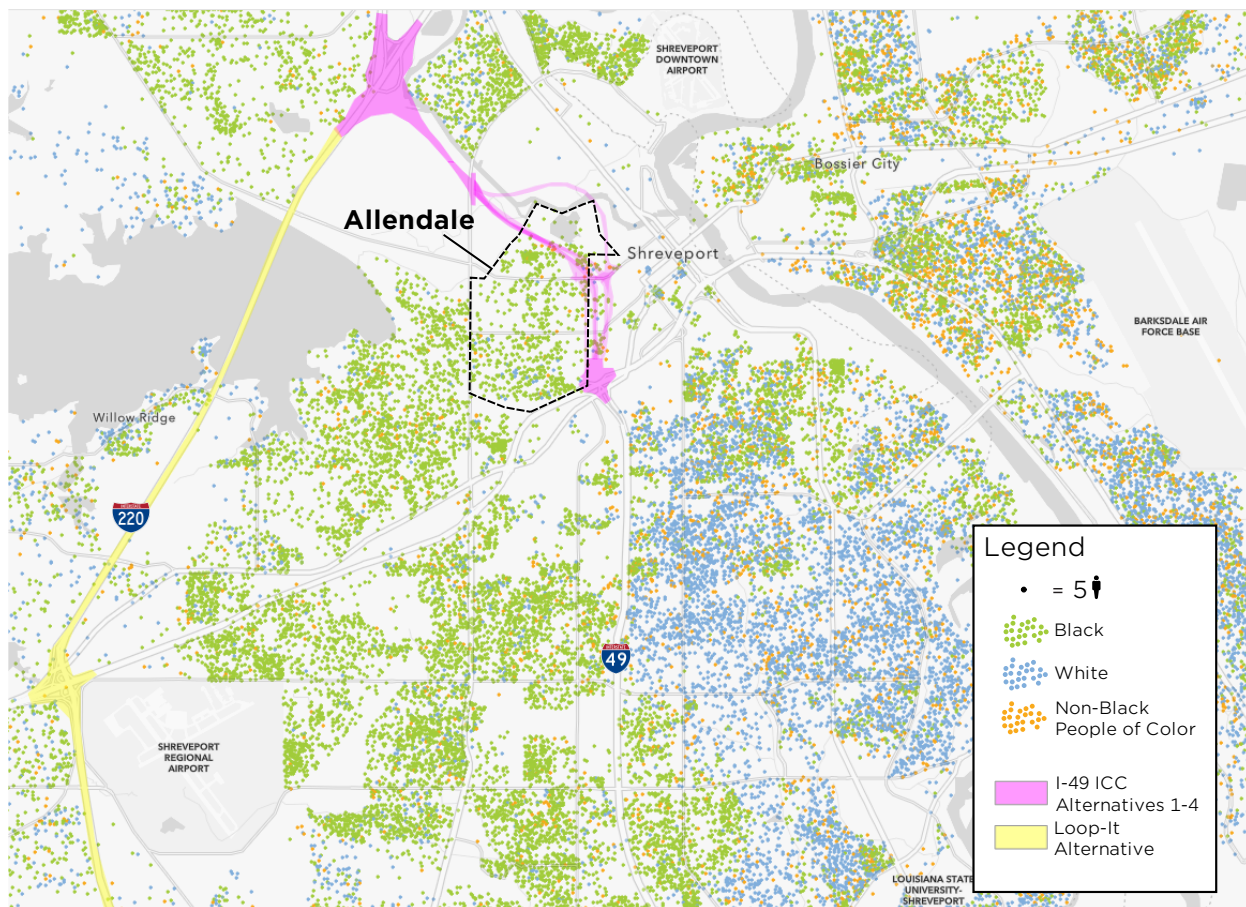 SHREVEPORT
DOWNTOWN
AIRPORT
Bossier City
Allendale
Shreveport
BARKSDALE AIR
FORCE BASE
Willow Ridge
INTERSTATE
220
INTERSTATE
49
SHREVEPORT
REGIONAL
AIRPORT
LOUISIANA STATE
UNIVERSITY-
SHREVEPORT
Legend
= 5
Black
White
Non-Black
People of Color
I-49 ICC
Alternatives 1-4
Loop-It
Alternative